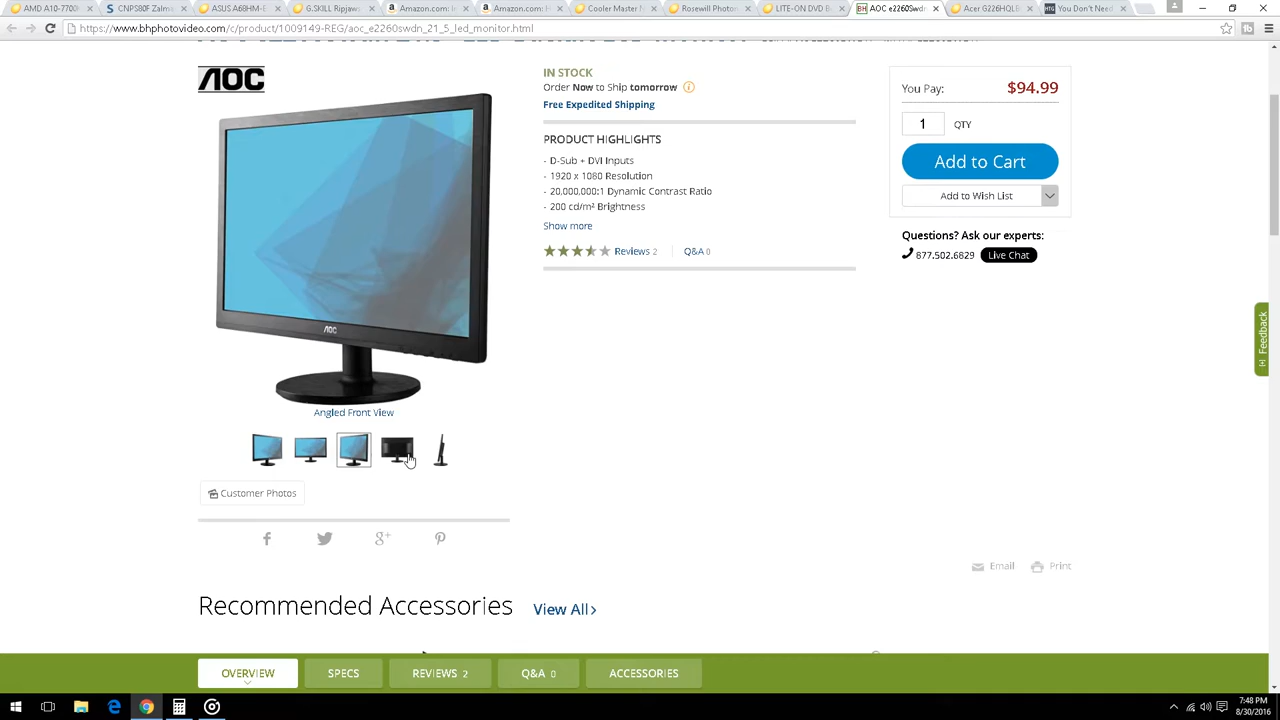 AMD A10-7700
CNPS80F Zalma
ASUS A68HM-E
G.SKILL Ripjaws
Amazon.com: In
Amazon.com: H
Cooler Master N
Rosewill Photon
LITE-ON DVD B
AOC e2260Swdn
Acer G226HQLB
You Don't Need
https://www.bhphotovideo.com/c/product/1009149-REG/aoc_e2260swdn_21_5_led_monitor.html
AOC
IN STOCK
Order Now to Ship tomorrow
Free Expedited Shipping
PRODUCT HIGHLIGHTS
- D-Sub + DVI Inputs
- 1920 x 1080 Resolution
- 20,000,000:1 Dynamic Contrast Ratio
- 200 cd/m² Brightness
Show more
Reviews 2
Q&A 0
You Pay: $94.99
1 QTY
Add to Cart
Add to Wish List
Questions? Ask our experts:
877.502.6829 Live Chat
[+] Feedback
AOC
Angled Front View
Customer Photos
Email Print
Recommended Accessories View All >
OVERVIEW SPECS REVIEWS 2 Q&A 0 ACCESSORIES
7:48 PM
8/30/2016